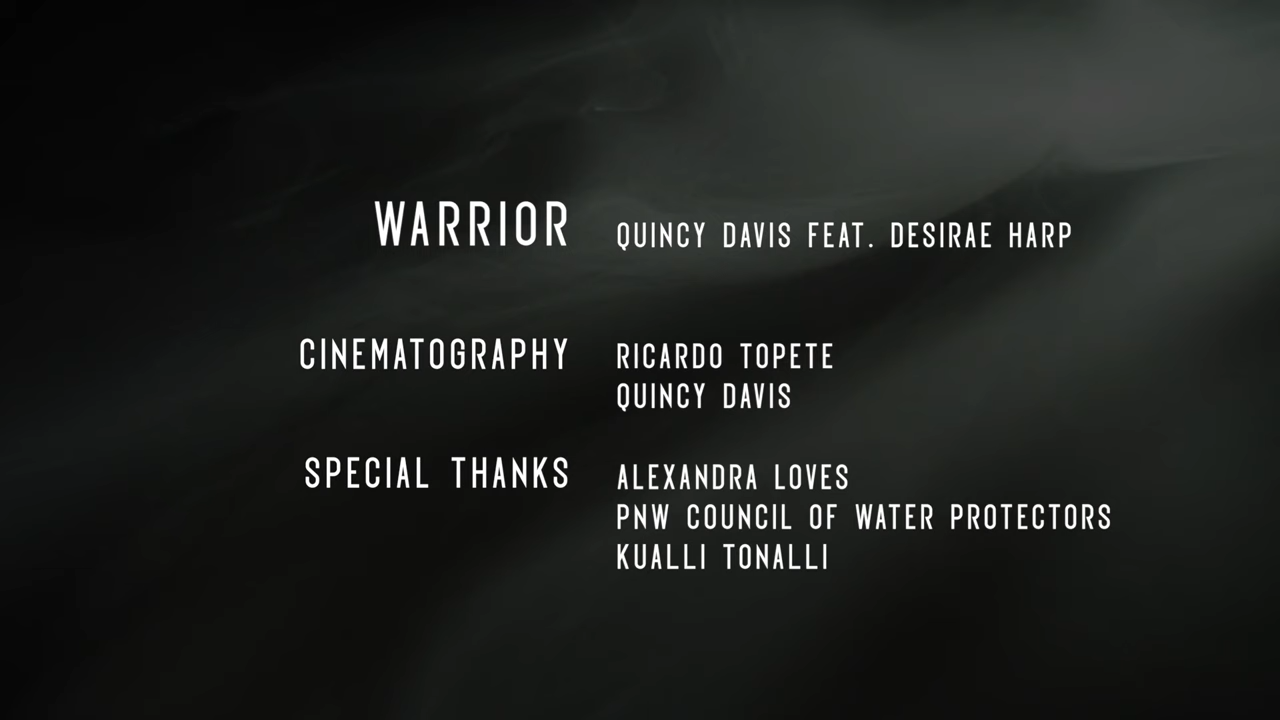 WARRIOR QUINCY DAVIS FEAT. DESIRAE HARP
CINEMATOGRAPHY RICARDO TOPETE
QUINCY DAVIS
SPECIAL THANKS ALEXANDRA LOVES
PNW COUNCIL OF WATER PROTECTORS
KUALLI TONALLI